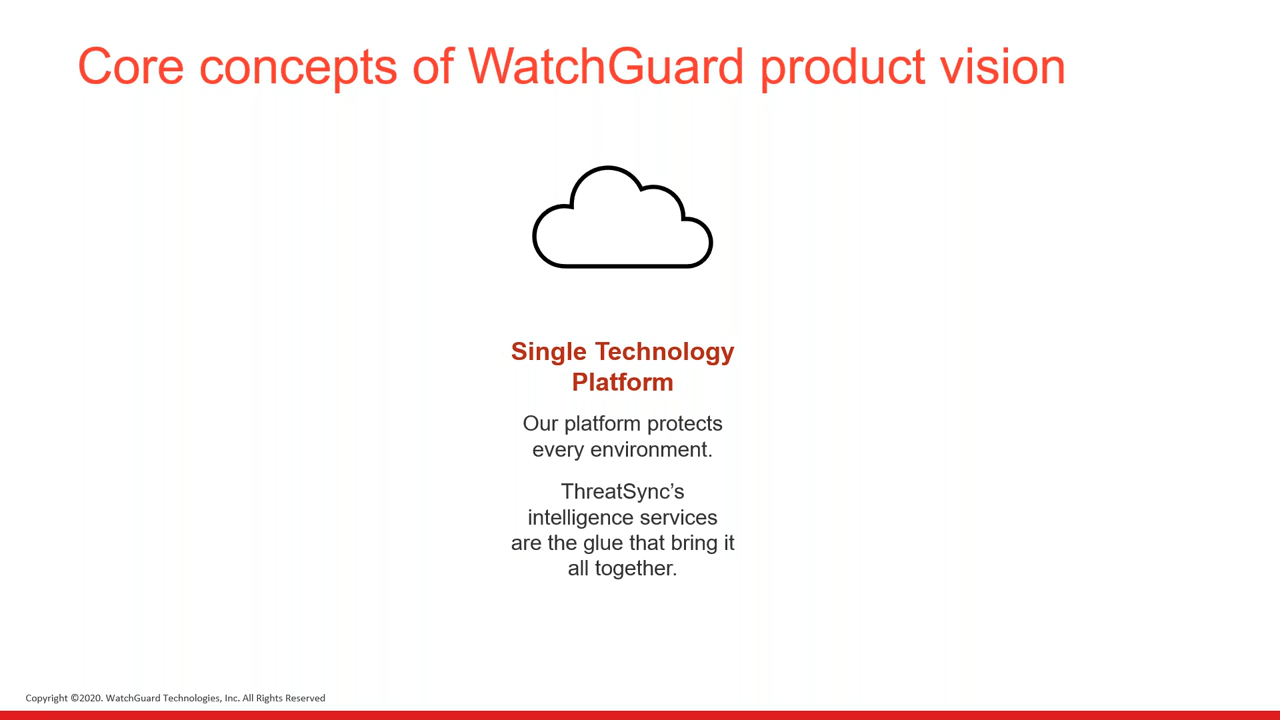 Core concepts of WatchGuard product vision
Single Technology
Platform
Our platform protects
every environment.
ThreatSync’s
intelligence services
are the glue that bring it
all together.
Copyright ©2020. WatchGuard Technologies, Inc. All Rights Reserved